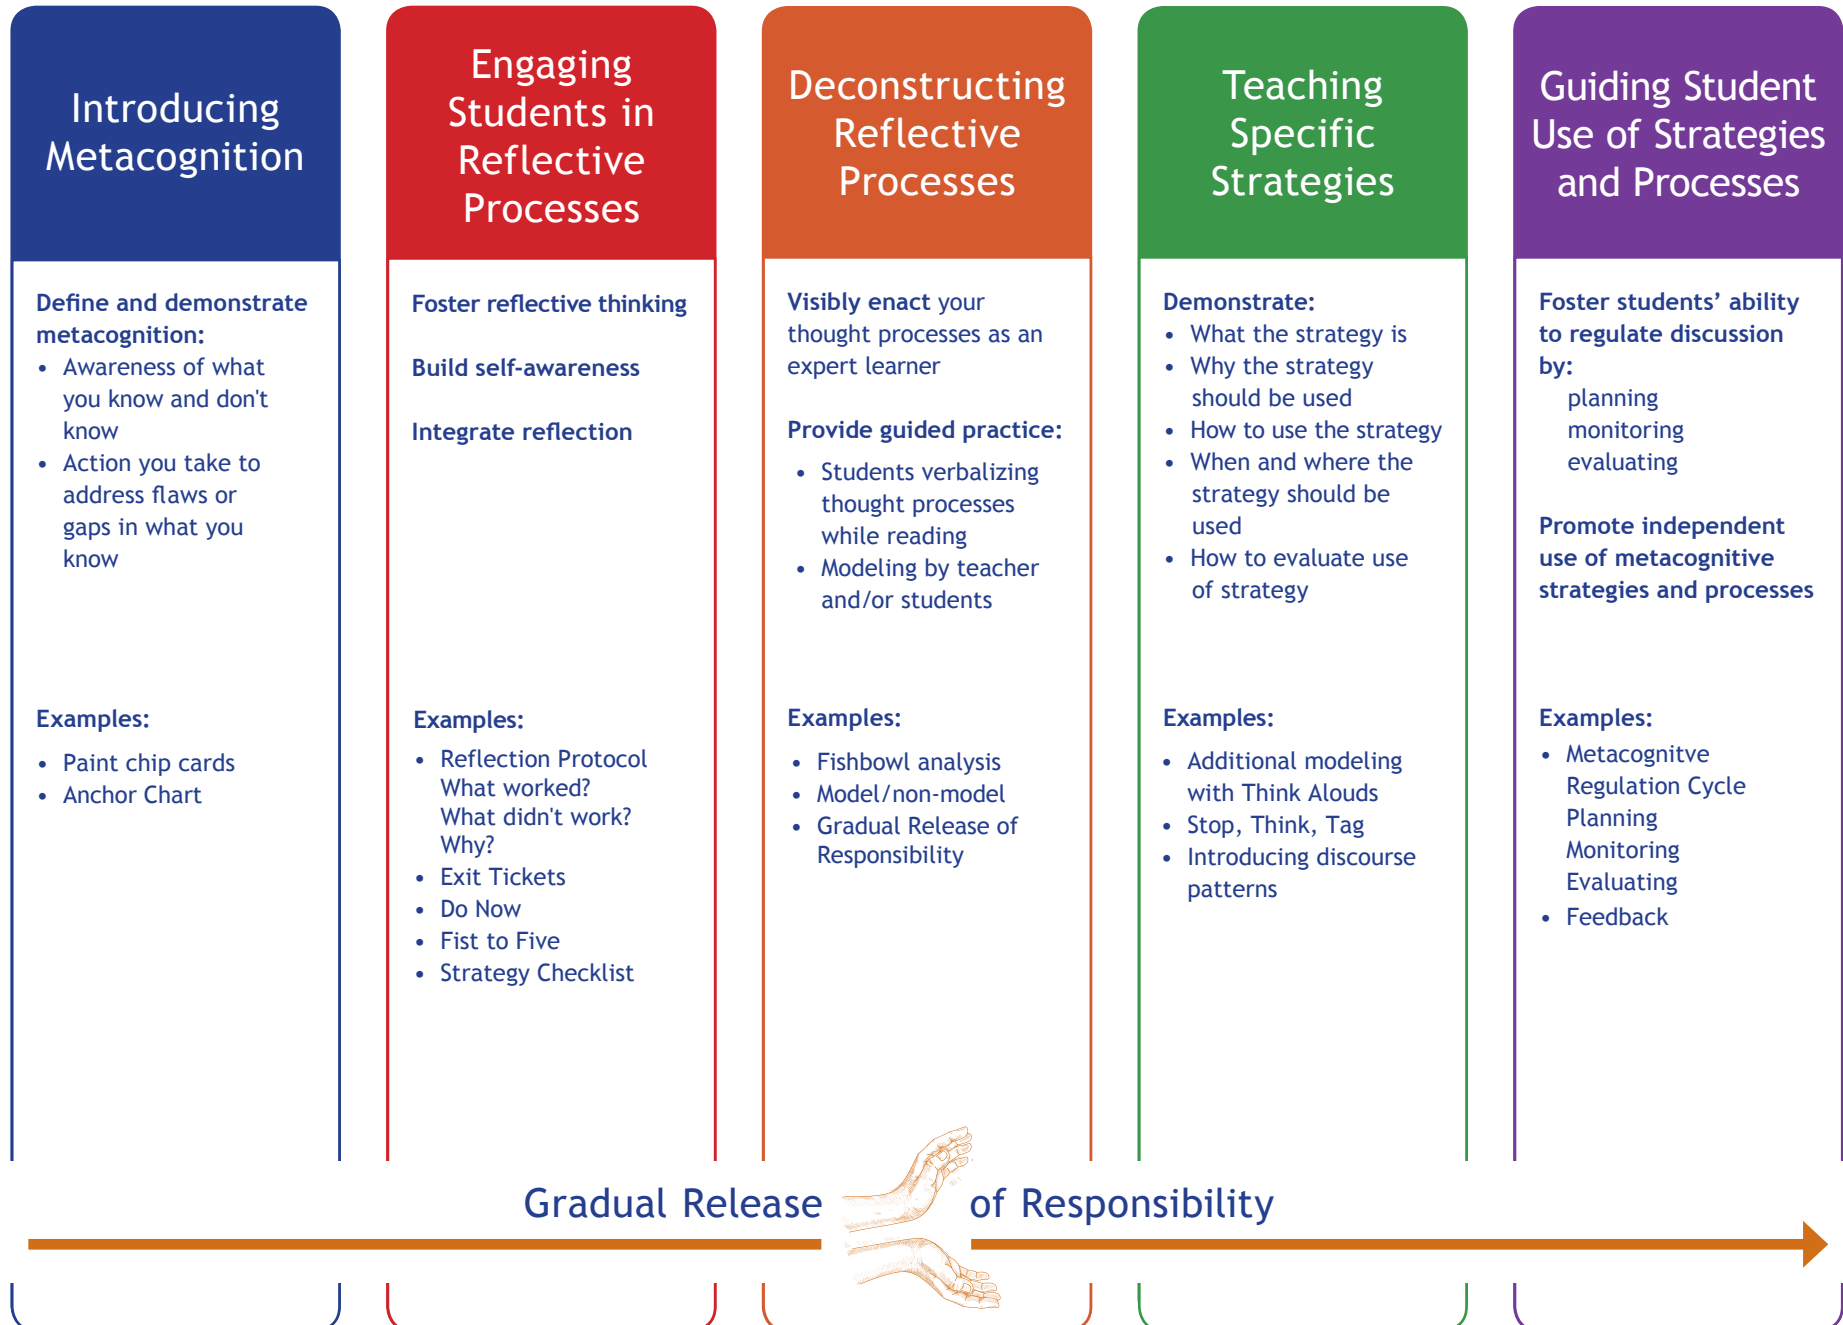 Introducing
Metacognition
Define and demonstrate
metacognition:
• Awareness of what
you know and don't
know
• Action you take to
address flaws or
gaps in what you
know
Examples:
• Paint chip cards
• Anchor Chart
Engaging
Students in
Reflective
Processes
Foster reflective thinking
Build self-awareness
Integrate reflection
Examples:
• Reflection Protocol
What worked?
What didn't work?
Why?
• Exit Tickets
• Do Now
• Fist to Five
• Strategy Checklist
Deconstructing
Reflective
Processes
Visibly enact your
thought processes as an
expert learner
Provide guided practice:
• Students verbalizing
thought processes
while reading
• Modeling by teacher
and/or students
Examples:
• Fishbowl analysis
• Model/non-model
• Gradual Release of
Responsibility
Teaching
Specific
Strategies
Demonstrate:
• What the strategy is
• Why the strategy
should be used
• How to use the strategy
• When and where the
strategy should be
used
• How to evaluate use
of strategy
Examples:
• Additional modeling
with Think Alouds
• Stop, Think, Tag
• Introducing discourse
patterns
Guiding Student
Use of Strategies
and Processes
Foster students’ ability
to regulate discussion
by:
planning
monitoring
evaluating
Promote independent
use of metacognitive
strategies and processes
Examples:
• Metacognitve
Regulation Cycle
Planning
Monitoring
Evaluating
• Feedback
Gradual Release of Responsibility